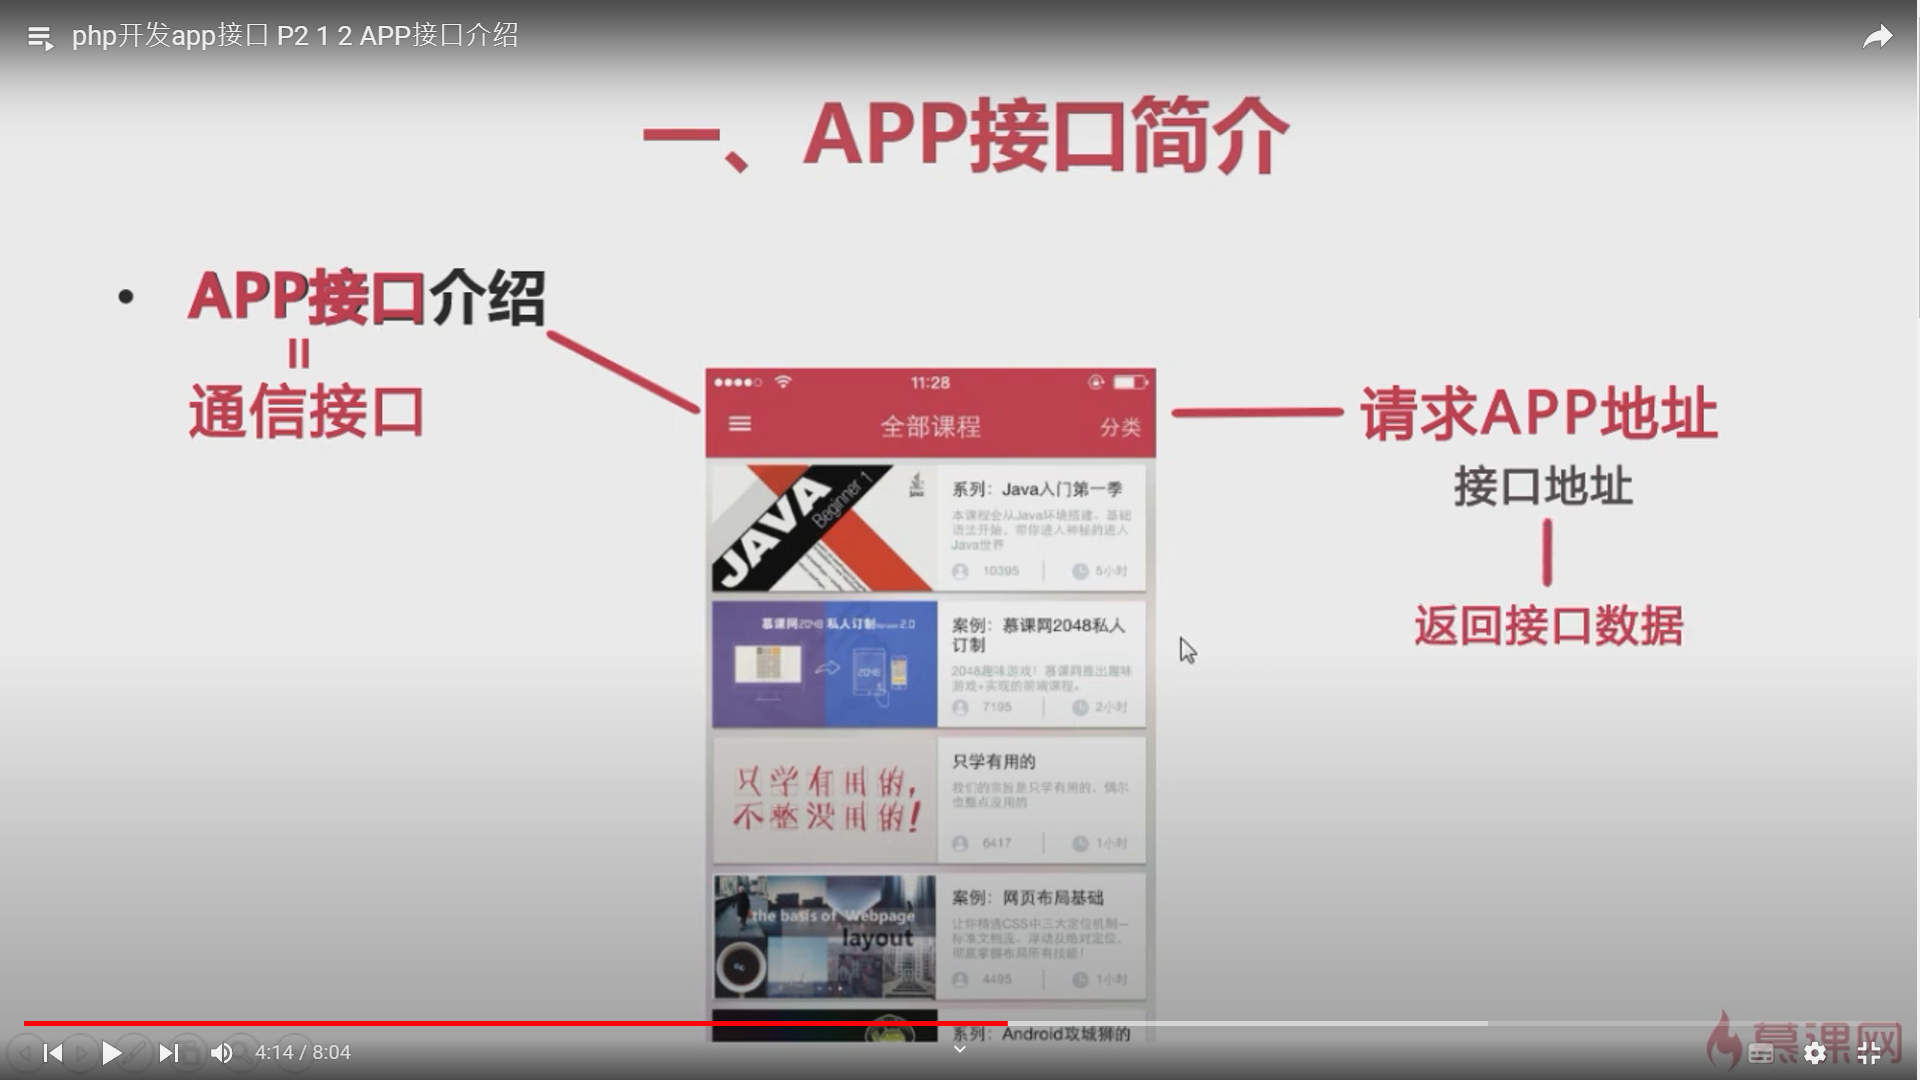 php开发app接口 P2 1 2 APP接口介绍
一、APP接口简介
• APP接口介绍
=
通信接口
11:28
全部课程
分类
请求APP地址
接口地址
返回接口数据
JAVA
Beginner 1
系列：Java入门第一季
本课程会从Java环境搭建、基础
语法开始，带你进入神秘的进入
Java世界
10395
5小时
慕课网2048 私人订制Version 2.0
2048
案例：慕课网2048私人
订制
2048趣味游戏！慕课网推出趣味
游戏+实现的前端课程。
7195
2小时
只学有用的，
不整没用的！
只学有用的
我们的宗旨是只学有用的，偶尔
也整点没用的
6417
1小时
the basis of Webpage
layout
案例：网页布局基础
让你精通CSS中三大定位机制—
标准文档流、浮动及绝对定位，
彻底掌握布局所有技能！
4495
1小时
系列：Android攻城狮的
4:14 / 8:04
慕课网